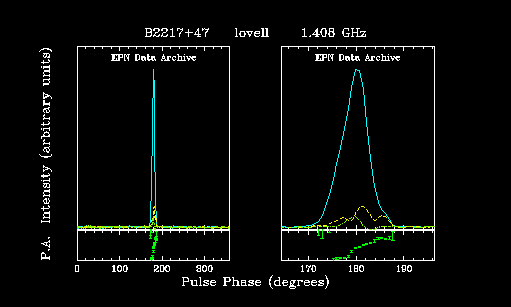 B2217+47 lovell 1.408 GHz
EPN Data Archive EPN Data Archive
P.A. Intensity (arbitrary units)
0 100 200 300 170 180 190
Pulse Phase (degrees)